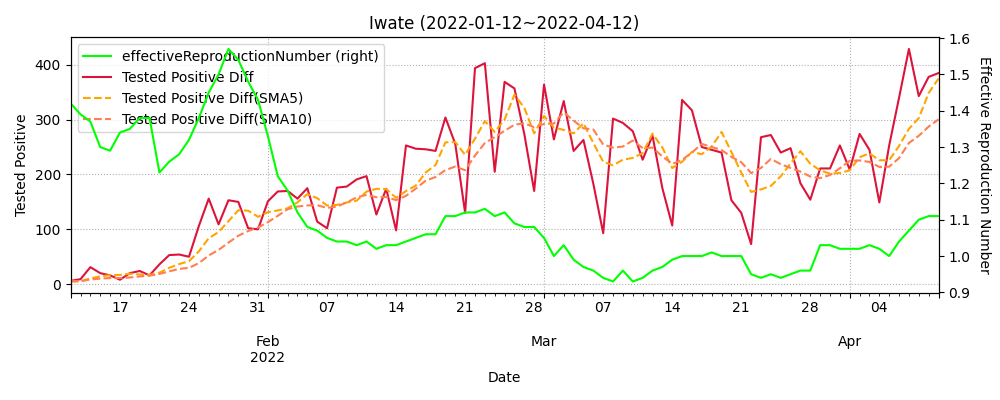 Iwate (2022-01-12~2022-04-12)
effectiveReproductionNumber (right)
Tested Positive Diff
Tested Positive Diff(SMA5)
Tested Positive Diff(SMA10)
Tested Positive
400
300
200
100
0
1.6
1.5
1.4
1.3
1.2
1.1
1.0
0.9
Effective Reproduction Number
17 24 31 07 14 21 28 07 14 21 28 04
Feb Mar Apr
2022
Date